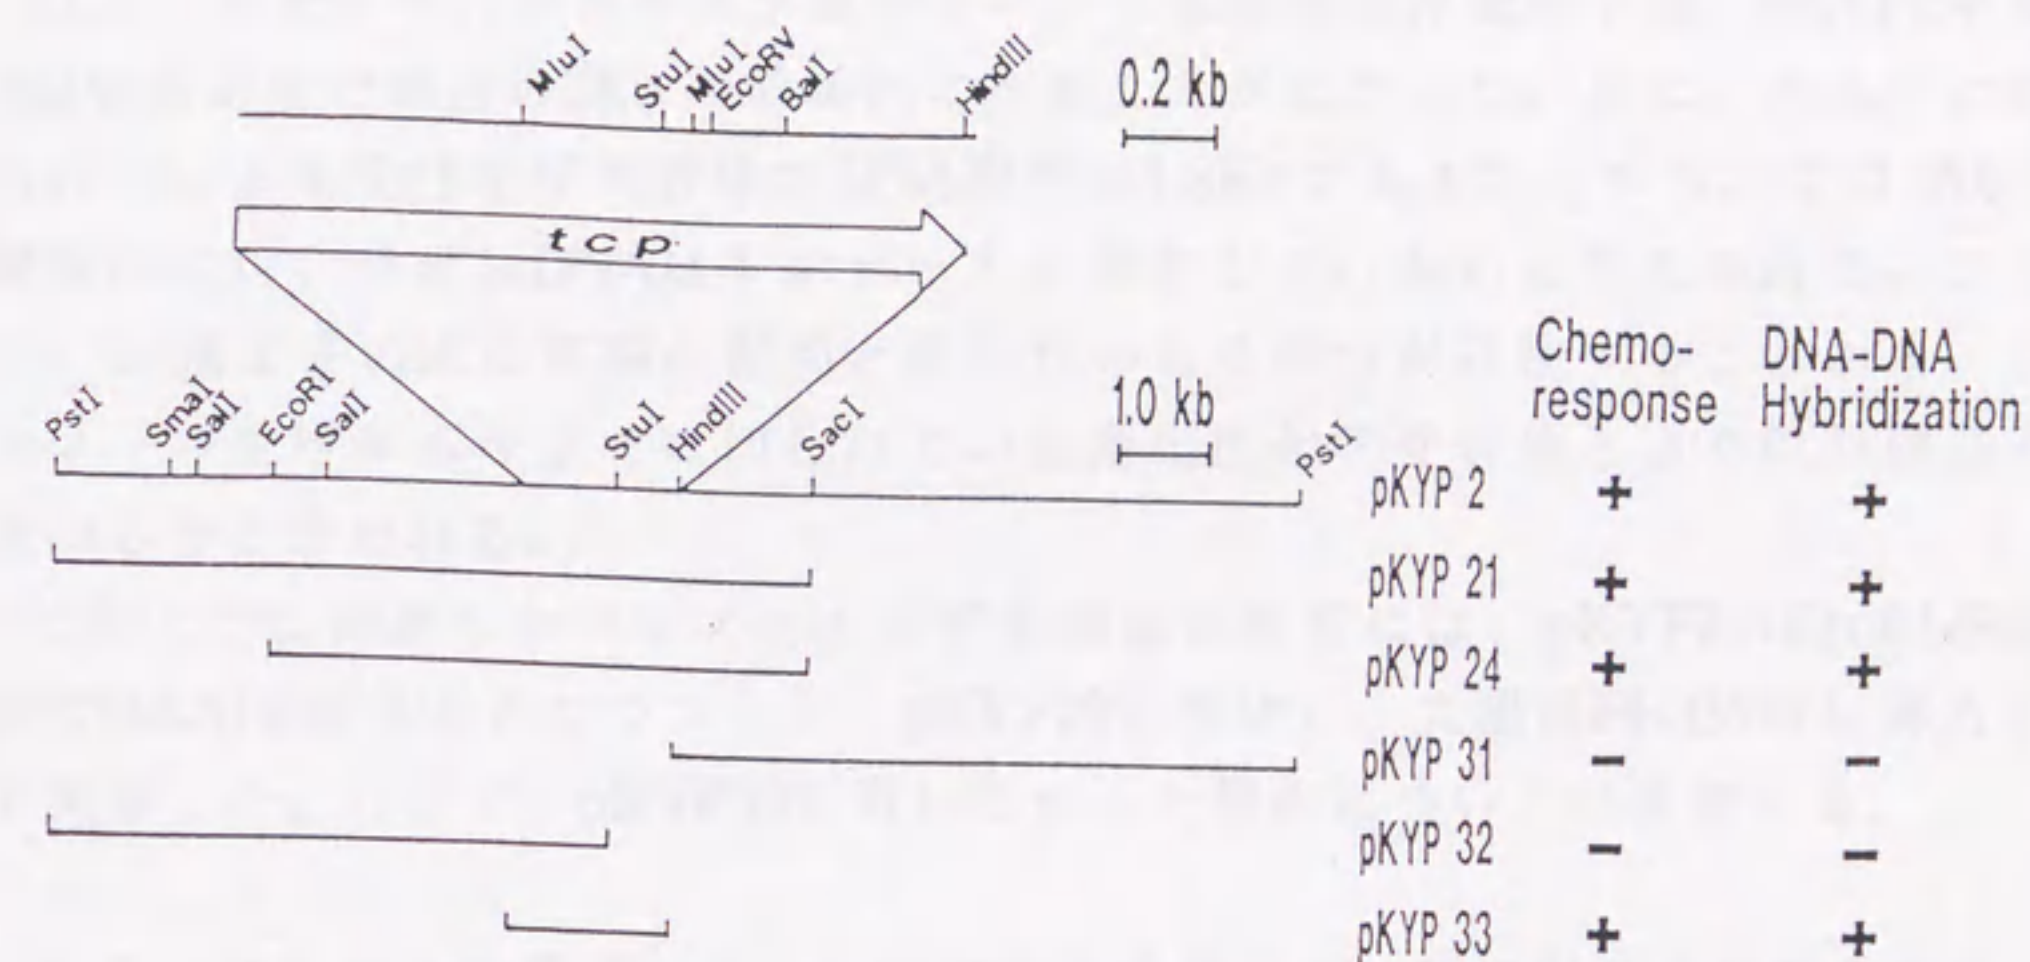 MluI StuI MluI EcoRV BalI HindIII
0.2 kb
tcp
Chemo-response DNA-DNA Hybridization
1.0 kb
PstI SmaI SalI EcoRI SalI StuI HindIII SacI PstI
pKYP 2 + +
pKYP 21 + +
pKYP 24 + +
pKYP 31 − −
pKYP 32 − −
pKYP 33 + +